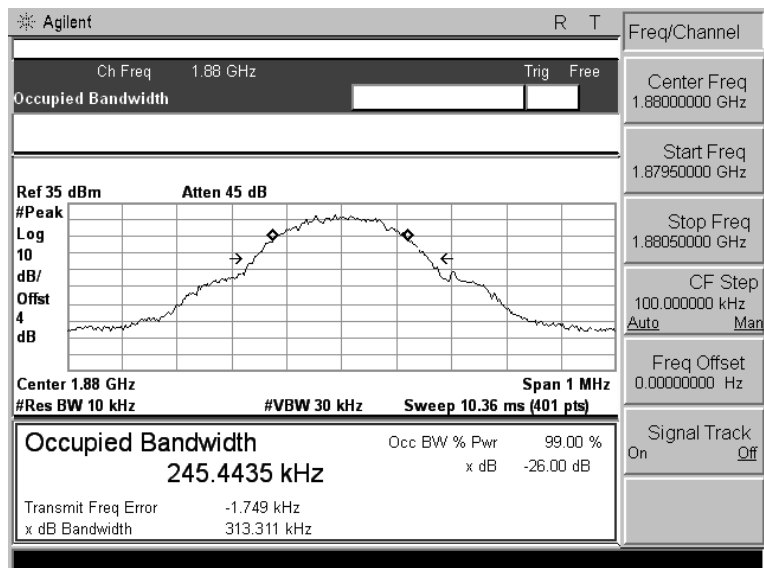 Agilent R T
Freq/Channel
Ch Freq 1.88 GHz Trig Free
Occupied Bandwidth
Center Freq
1.88000000 GHz
Start Freq
1.87950000 GHz
Stop Freq
1.88050000 GHz
CF Step
100.000000 kHz
Auto Man
Freq Offset
0.00000000 Hz
Signal Track
On Off
Ref 35 dBm Atten 45 dB
#Peak
Log
10
dB/
Offst
4
dB
Center 1.88 GHz Span 1 MHz
#Res BW 10 kHz #VBW 30 kHz Sweep 10.36 ms (401 pts)
Occupied Bandwidth
245.4435 kHz
Occ BW % Pwr 99.00 %
x dB -26.00 dB
Transmit Freq Error -1.749 kHz
x dB Bandwidth 313.311 kHz